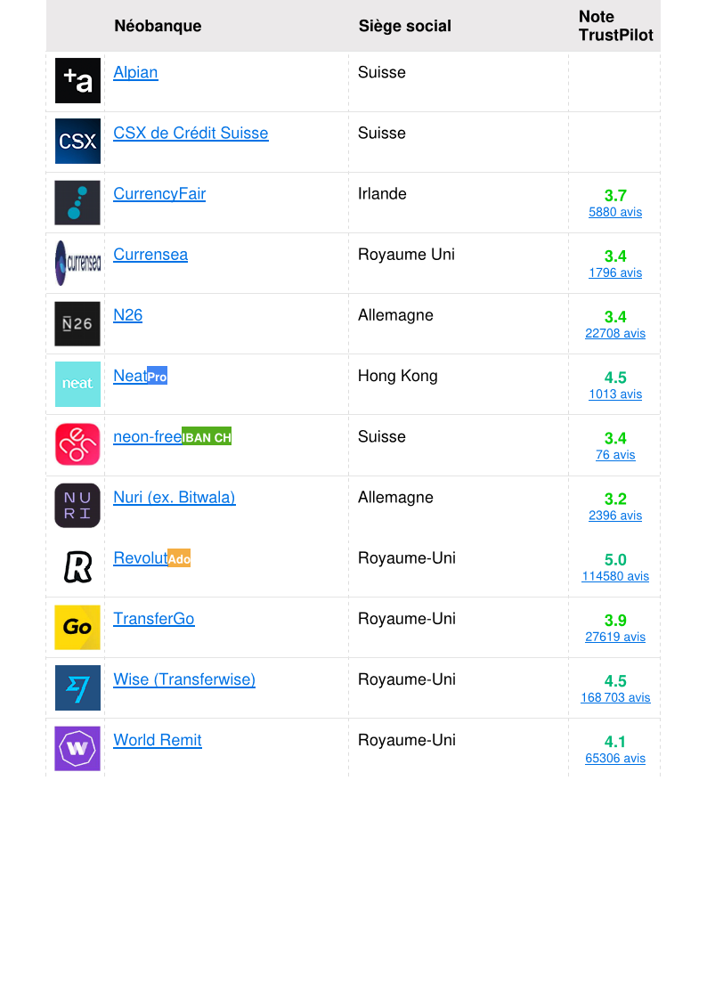 Néobanque Siège social Note
TrustPilot
+a Alpian Suisse
CSX CSX de Crédit Suisse Suisse
CurrencyFair Irlande 3.7
5880 avis
currensea Currensea Royaume Uni 3.4
1796 avis
N26 N26 Allemagne 3.4
22708 avis
neat NeatPro Hong Kong 4.5
1013 avis
neon neon-freeIBAN CH Suisse 3.4
76 avis
NU
RI Nuri (ex. Bitwala) Allemagne 3.2
2396 avis
R RevolutAdo Royaume-Uni 5.0
114580 avis
Go TransferGo Royaume-Uni 3.9
27619 avis
Wise (Transferwise) Royaume-Uni 4.5
168 703 avis
W World Remit Royaume-Uni 4.1
65306 avis